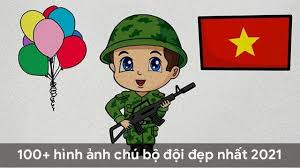 100+ hình ảnh chú bộ đội đẹp nhất 2021